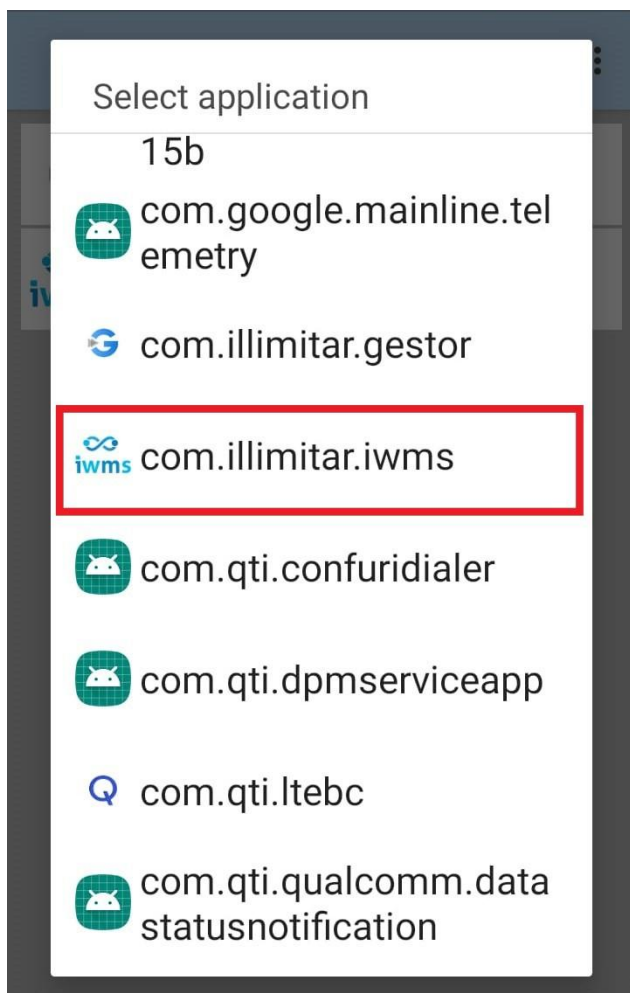 Select application
15b
com.google.mainline.tel
emetry
com.illimitar.gestor
iwms com.illimitar.iwms
com.qti.confuridialer
com.qti.dpmserviceapp
com.qti.ltebc
com.qti.qualcomm.data
statusnotification